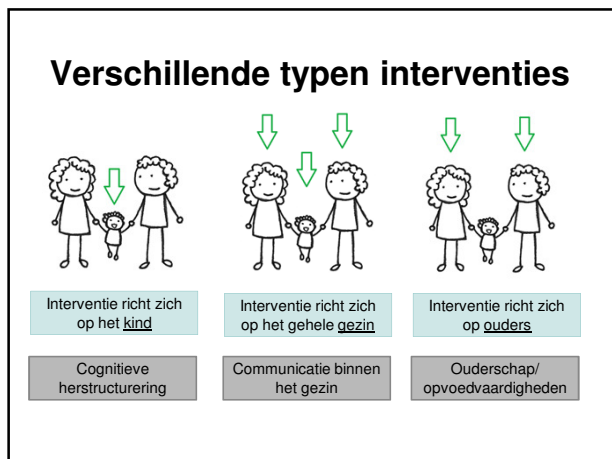 Verschillende typen interventies
Interventie richt zich
op het kind
Interventie richt zich
op het gehele gezin
Interventie richt zich
op ouders
Cognitieve
herstructurering
Communicatie binnen
het gezin
Ouderschap/
opvoedvaardigheden